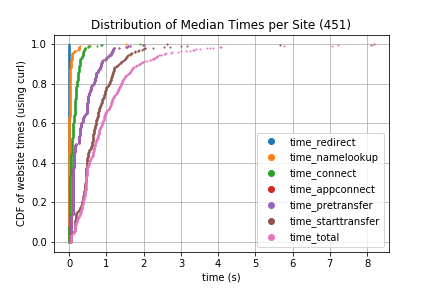 Distribution of Median Times per Site (451)
CDF of website times (using curl)
1.0
0.8
0.6
0.4
0.2
0.0
time_redirect
time_namelookup
time_connect
time_appconnect
time_pretransfer
time_starttransfer
time_total
0 1 2 3 4 5 6 7 8
time (s)